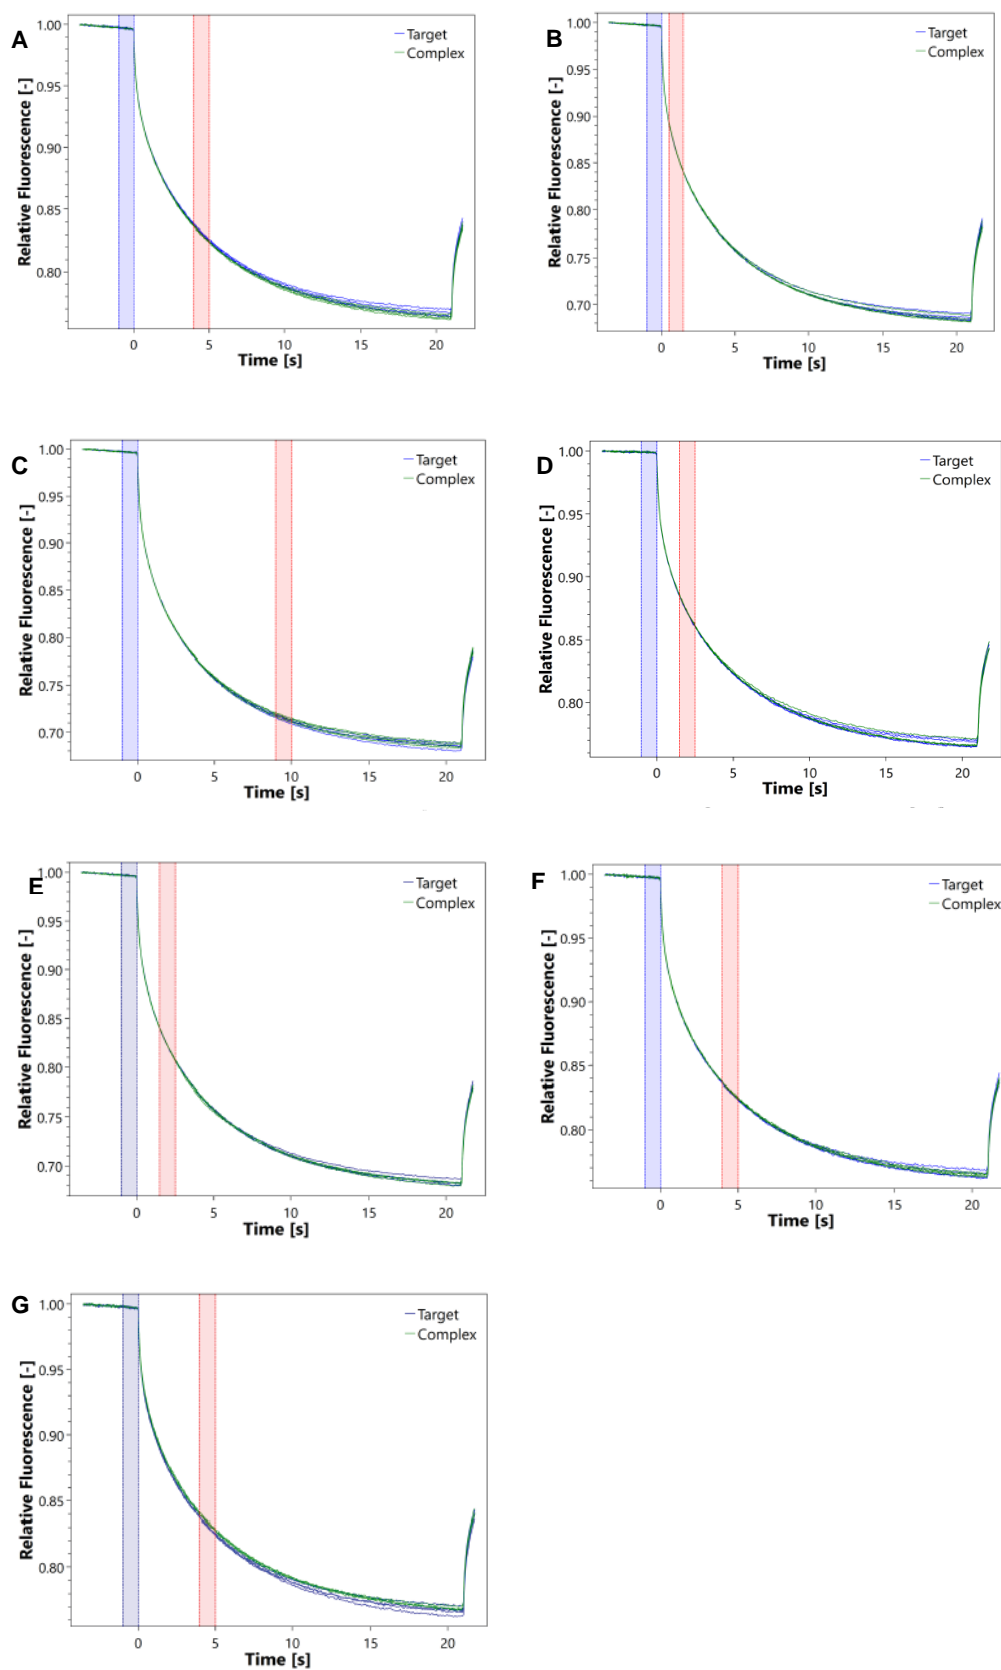 A
Relative Fluorescence [-]
1.00
0.95
0.90
0.85
0.80
Target
Complex
0
5
10
15
20
Time [s]
B
Relative Fluorescence [-]
1.00
0.95
0.90
0.85
0.80
0.75
0.70
Target
Complex
0
5
10
15
20
Time [s]
C
Relative Fluorescence [-]
1.00
0.95
0.90
0.85
0.80
0.75
0.70
Target
Complex
0
5
10
15
20
Time [s]
D
Relative Fluorescence [-]
1.00
0.95
0.90
0.85
0.80
Target
Complex
0
5
10
15
20
Time [s]
E
Relative Fluorescence [-]
1.00
0.95
0.90
0.85
0.80
0.75
0.70
Target
Complex
0
5
10
15
20
Time [s]
F
Relative Fluorescence [-]
1.00
0.95
0.90
0.85
0.80
Target
Complex
0
5
10
15
20
Time [s]
G
Relative Fluorescence [-]
1.00
0.95
0.90
0.85
0.80
Target
Complex
0
5
10
15
20
Time [s]